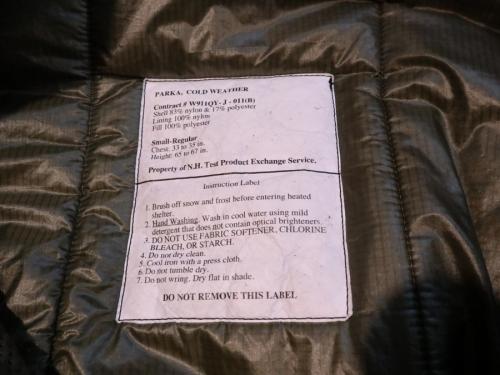 PARKA, COLD WEATHER
Contract # W911QY- J - 011(B)
Shell 83% nylon & 17% polyester
Lining 100% nylon
Fill 100% polyester
Small-Regular
Chest: 33 to 35 in.
Height: 65 to 67 in.
Property of N.H. Test Product Exchange Service.
Instruction Label
1. Brush off snow and frost before entering heated
shelter.
2. Hand Washing. Wash in cool water using mild
detergent that does not contain optical brighteners.
3. DO NOT USE FABRIC SOFTENER, CHLORINE
BLEACH, OR STARCH.
4. Do not dry clean.
5. Cool iron with a press cloth.
6. Do not tumble dry.
7. Do not wring. Dry flat in shade.
DO NOT REMOVE THIS LABEL